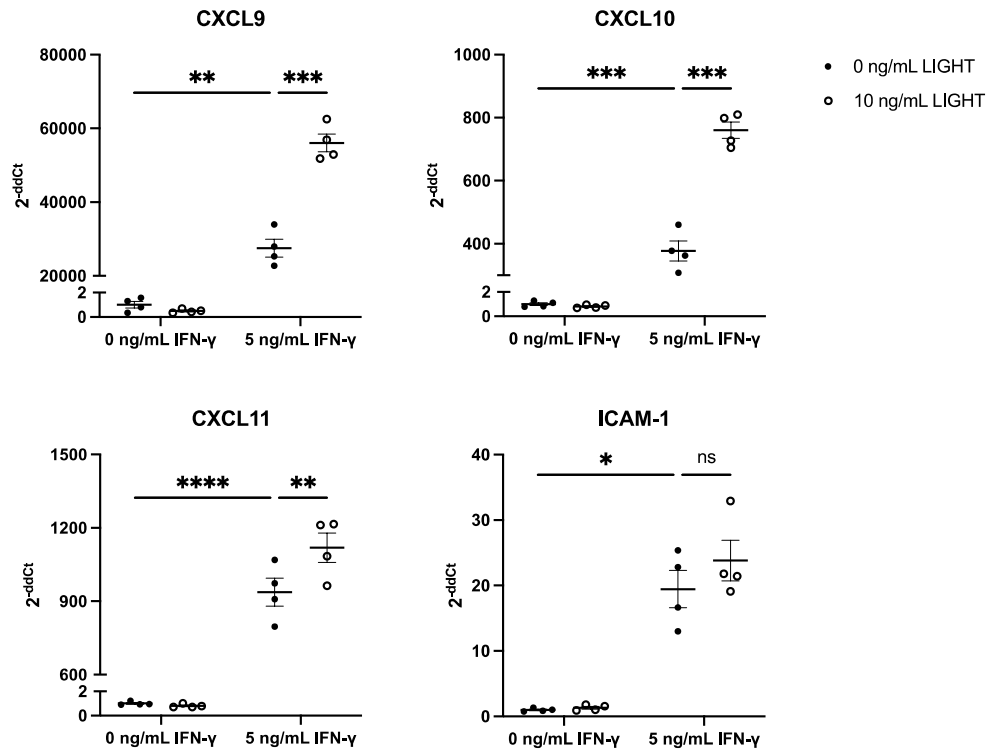 CXCL9
80000
60000
40000
20000
2
0
2-ddCt
**
***
0 ng/mL IFN-γ
5 ng/mL IFN-γ
CXCL10
1000
800
600
400
2
0
2-ddCt
***
***
0 ng/mL IFN-γ
5 ng/mL IFN-γ
0 ng/mL LIGHT
10 ng/mL LIGHT
CXCL11
1500
1200
900
600
2
0
2-ddCt
****
**
0 ng/mL IFN-γ
5 ng/mL IFN-γ
ICAM-1
40
30
20
10
0
2-ddCt
*
ns
0 ng/mL IFN-γ
5 ng/mL IFN-γ